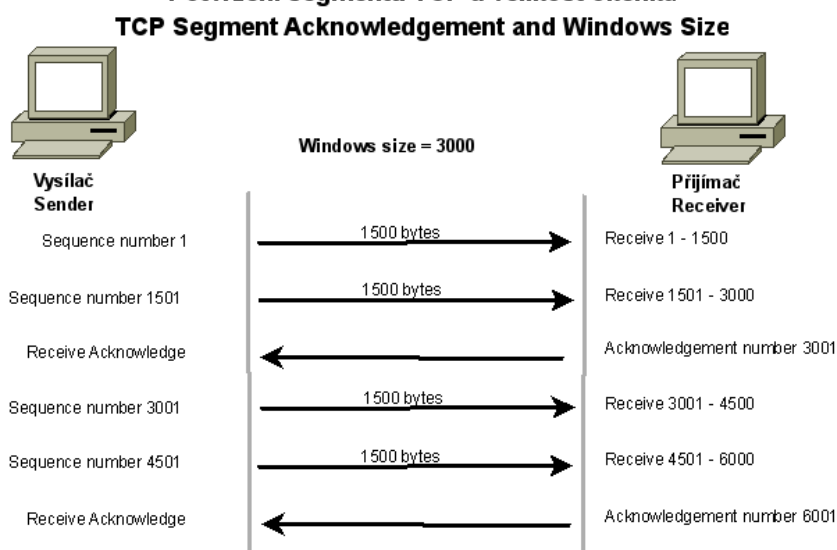 TCP Segment Acknowledgement and Windows Size
Windows size = 3000
Vysílač
Sender
Přijímač
Receiver
Sequence number 1
1500 bytes
Receive 1 - 1500
Sequence number 1501
1500 bytes
Receive 1501 - 3000
Receive Acknowledge
Acknowledgement number 3001
Sequence number 3001
1500 bytes
Receive 3001 - 4500
Sequence number 4501
1500 bytes
Receive 4501 - 6000
Receive Acknowledge
Acknowledgement number 6001